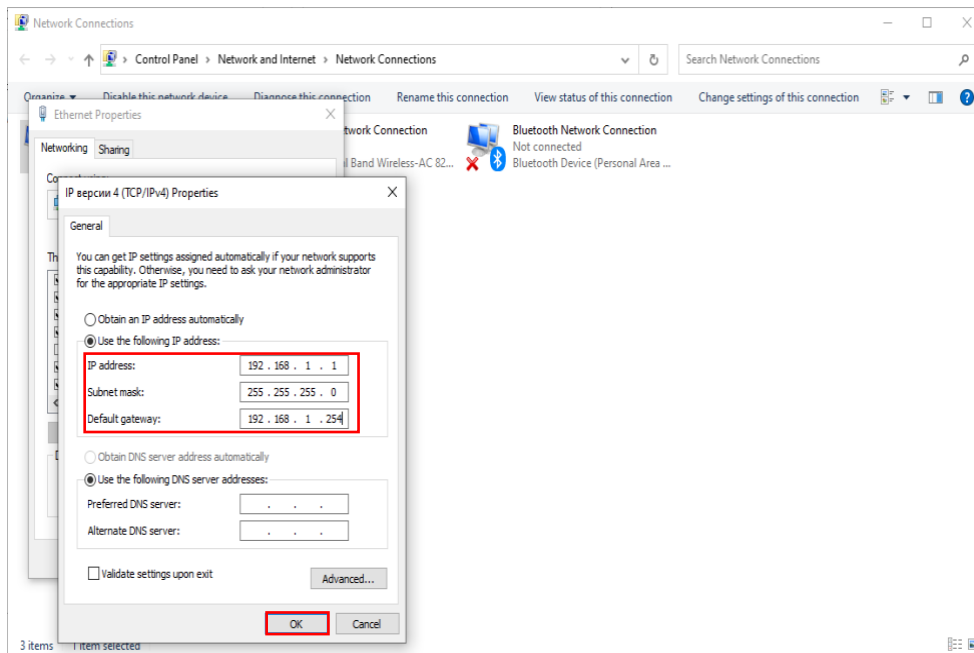 Network Connections
Control Panel > Network and Internet > Network Connections
Search Network Connections
Organize Disable this network device Diagnose this connection Rename this connection View status of this connection Change settings of this connection
Ethernet Properties
Networking Sharing
twork Connection
l Band Wireless-AC 82...
Bluetooth Network Connection
Not connected
Bluetooth Device (Personal Area ...
IP версии 4 (TCP/IPv4) Properties
General
You can get IP settings assigned automatically if your network supports
this capability. Otherwise, you need to ask your network administrator
for the appropriate IP settings.
Obtain an IP address automatically
Use the following IP address:
IP address: 192 . 168 . 1 . 1
Subnet mask: 255 . 255 . 255 . 0
Default gateway: 192 . 168 . 1 . 254
Obtain DNS server address automatically
Use the following DNS server addresses:
Preferred DNS server: . . .
Alternate DNS server: . . .
Validate settings upon exit
Advanced...
OK Cancel
3 items 1 item selected